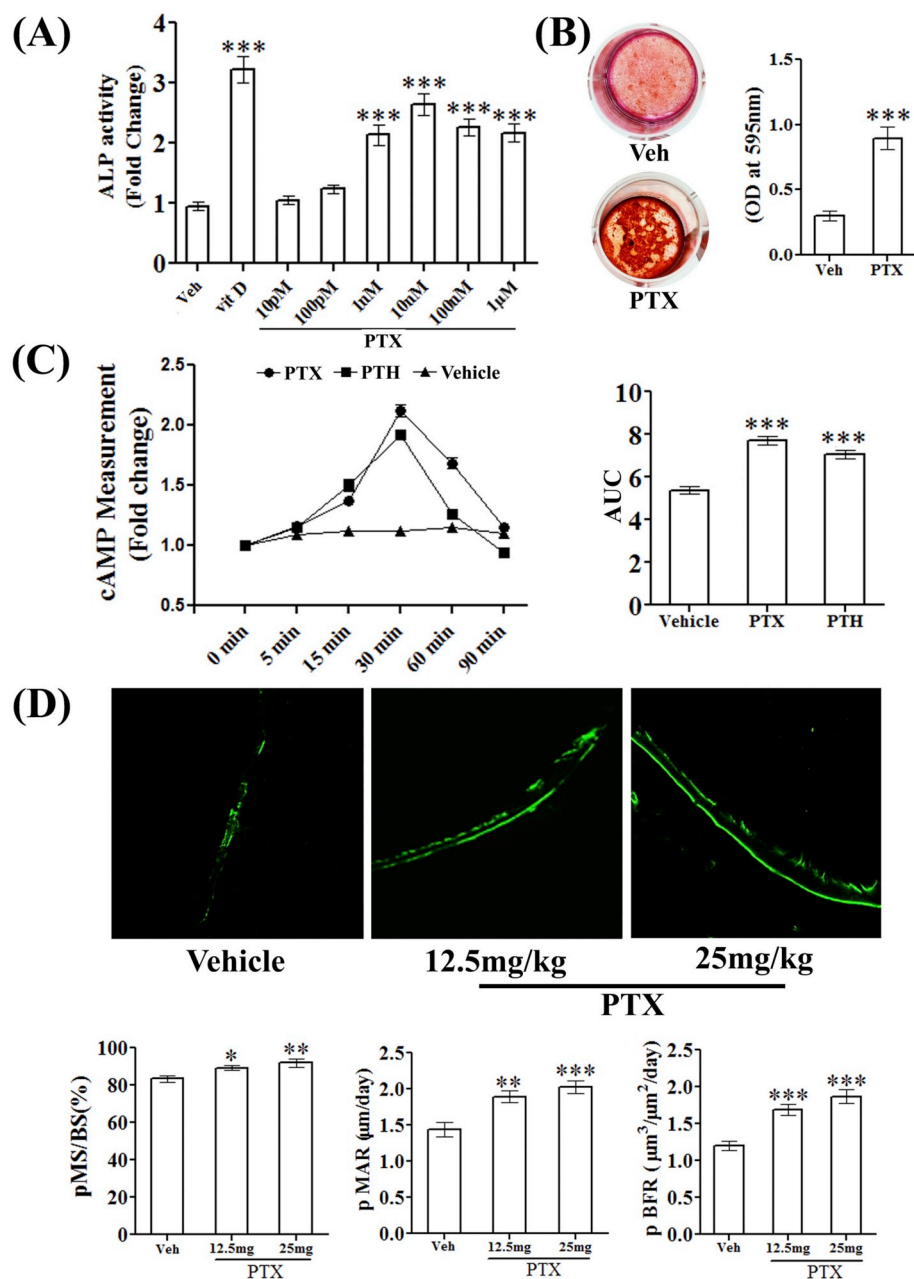 (A)
ALP activity
(Fold Change)
4
3
2
1
0
***
***
***
***
***
Veh
vit D
10pM
100pM
1nM
10nM
100nM
1µM
PTX
(B)
Veh
PTX
(OD at 595nm)
1.5
1.0
0.5
0.0
***
Veh
PTX
(C)
cAMP Measurement
(Fold change)
2.5
2.0
1.5
1.0
0.5
PTX
PTH
Vehicle
0 min
5 min
15 min
30 min
60 min
90 min
AUC
10
8
6
4
2
0
***
***
Vehicle
PTX
PTH
(D)
Vehicle
12.5mg/kg
25mg/kg
PTX
pMS/BS(%)
100
80
60
40
20
0
*
**
Veh
12.5mg
25mg
PTX
p MAR (µm/day)
2.5
2.0
1.5
1.0
0.5
0.0
**
***
Veh
12.5mg
25mg
PTX
p BFR ( µm³/µm²/day)
2.5
2.0
1.5
1.0
0.5
0.0
***
***
Veh
12.5mg
25mg
PTX